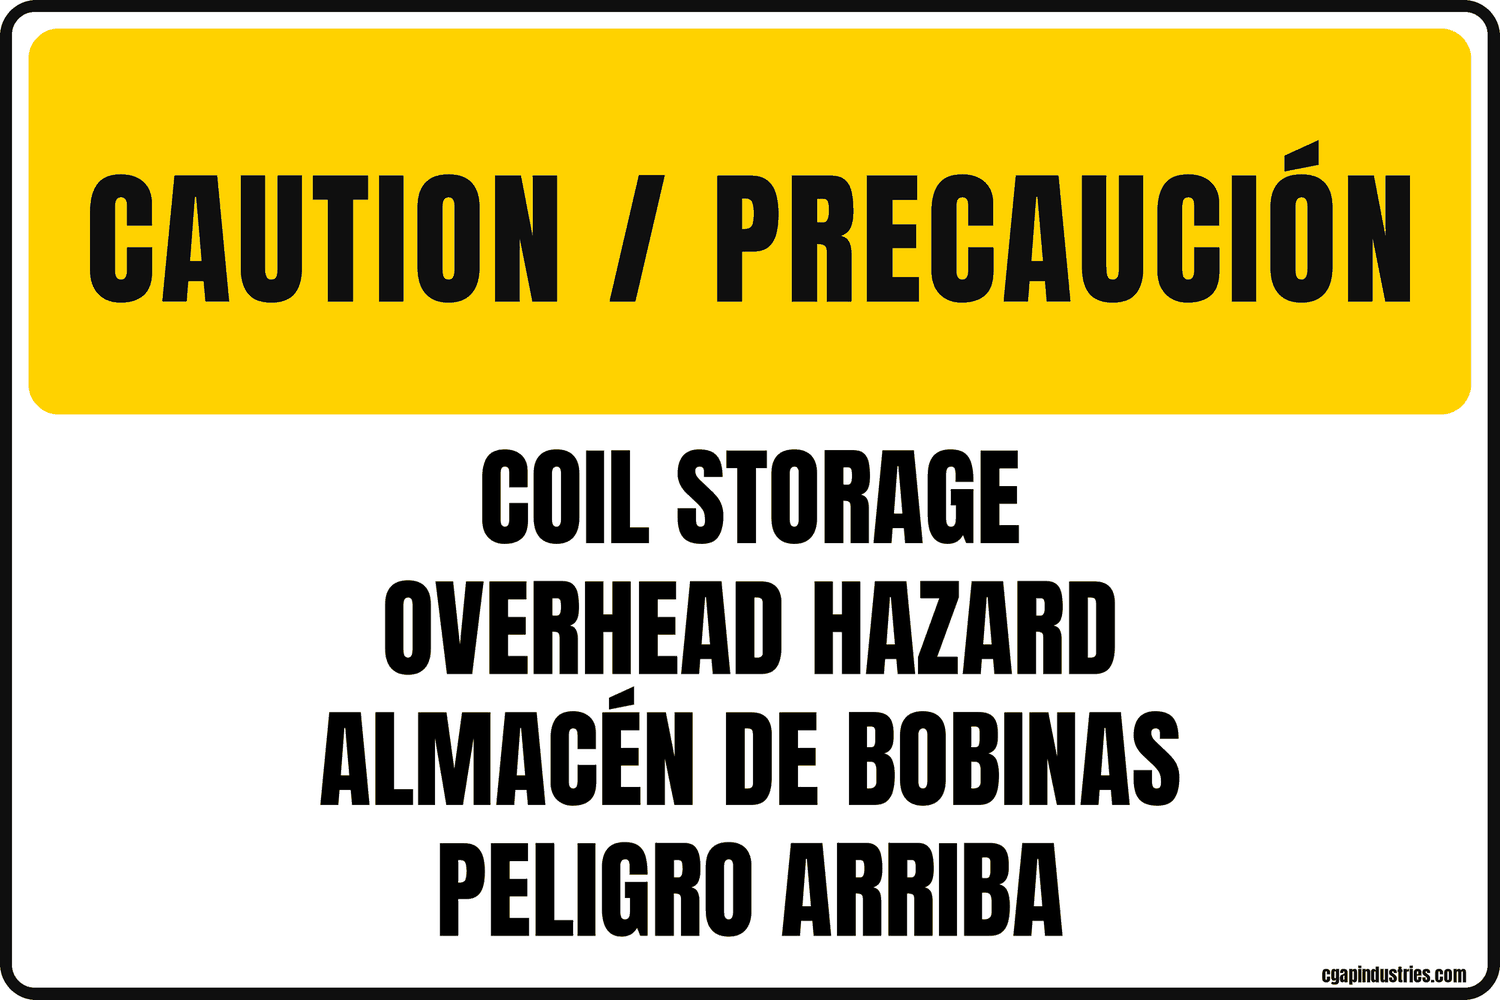 CAUTION / PRECAUCIÓN
COIL STORAGE
OVERHEAD HAZARD
ALMACÉN DE BOBINAS
PELIGRO ARRIBA
cgapindustries.com